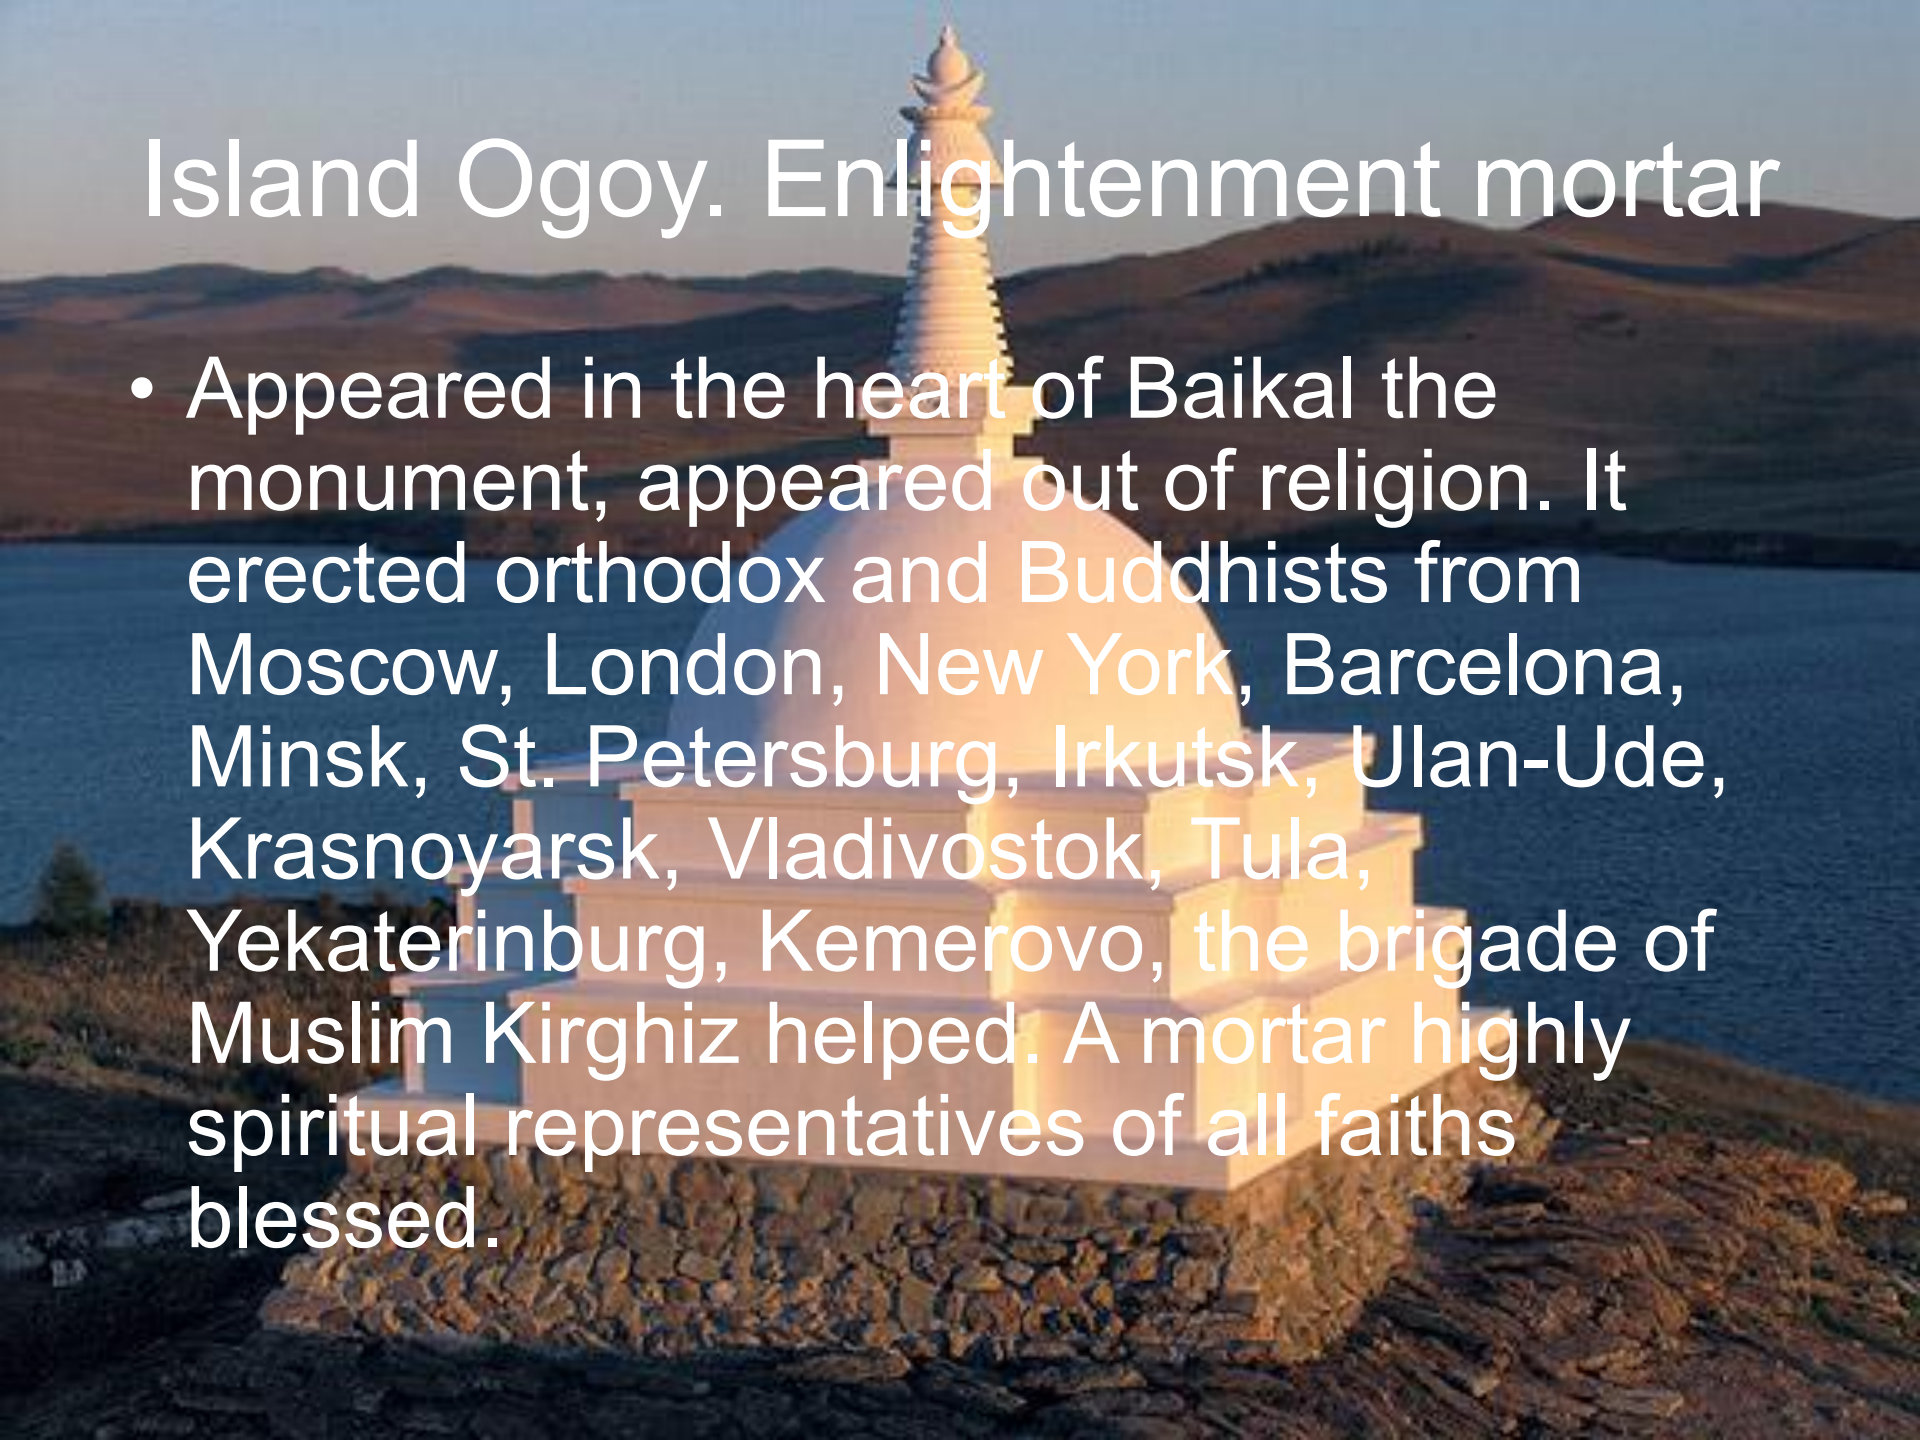 Island Ogoy. Enlightenment mortar
• Appeared in the heart of Baikal the
monument, appeared out of religion. It
erected orthodox and Buddhists from
Moscow, London, New York, Barcelona,
Minsk, St. Petersburg, Irkutsk, Ulan-Ude,
Krasnoyarsk, Vladivostok, Tula,
Yekaterinburg, Kemerovo, the brigade of
Muslim Kirghiz helped. A mortar highly
spiritual representatives of all faiths
blessed.